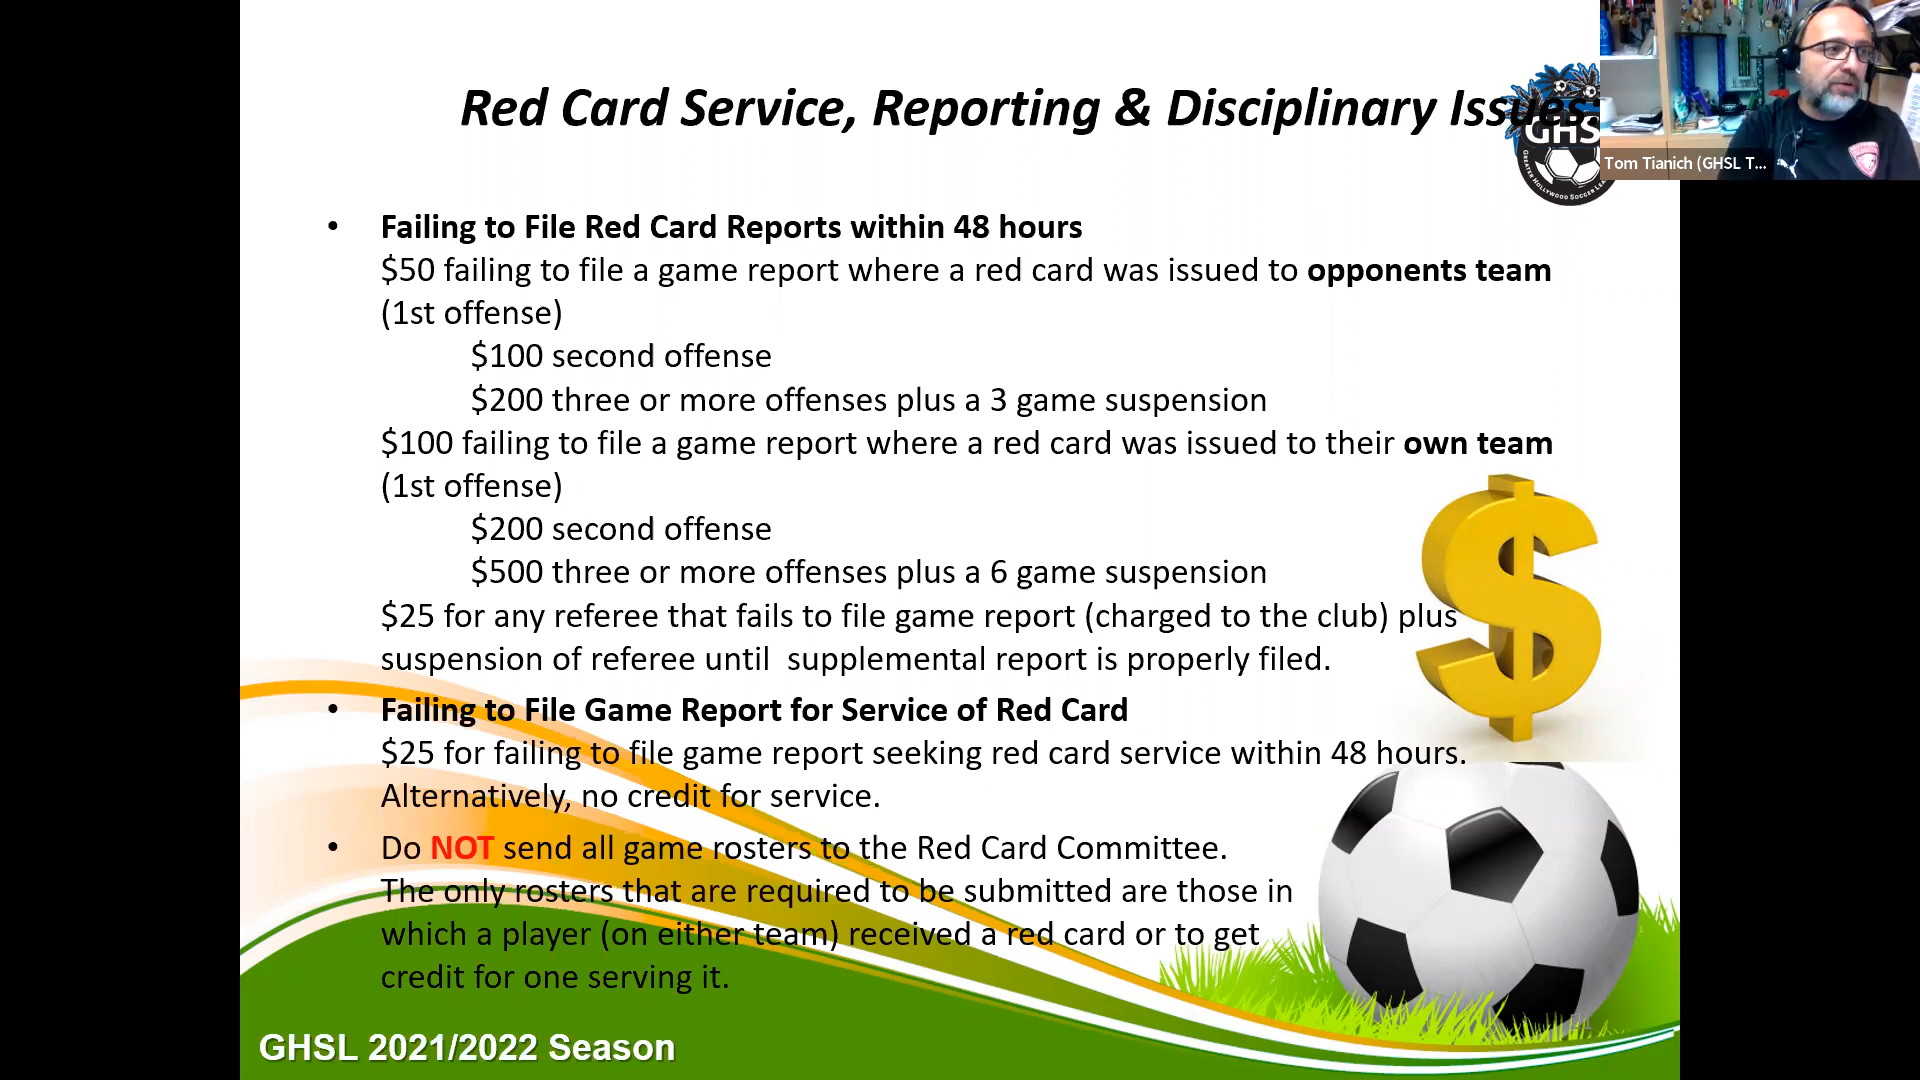 Red Card Service, Reporting & Disciplinary Issues
GHS
GREATER HOLLYWOOD SOCCER LEA
Tom Tianich (GHSL T...
• Failing to File Red Card Reports within 48 hours
$50 failing to file a game report where a red card was issued to opponents team
(1st offense)
$100 second offense
$200 three or more offenses plus a 3 game suspension
$100 failing to file a game report where a red card was issued to their own team
(1st offense)
$200 second offense
$500 three or more offenses plus a 6 game suspension
$25 for any referee that fails to file game report (charged to the club) plus
suspension of referee until  supplemental report is properly filed.
• Failing to File Game Report for Service of Red Card
$25 for failing to file game report seeking red card service within 48 hours.
Alternatively, no credit for service.
• Do NOT send all game rosters to the Red Card Committee.
The only rosters that are required to be submitted are those in
which a player (on either team) received a red card or to get
credit for one serving it.
GHSL 2021/2022 Season